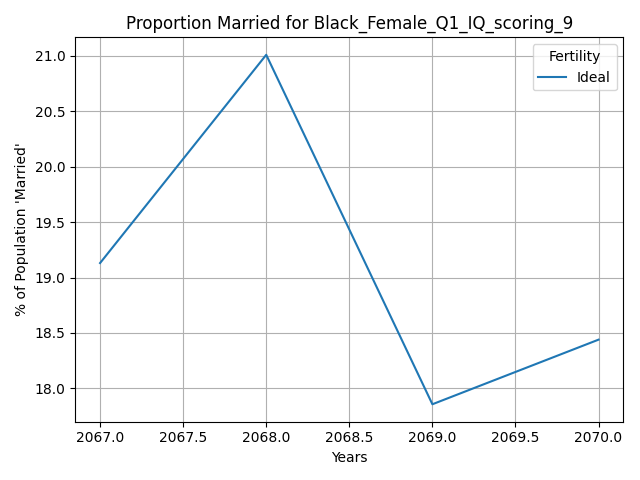 Proportion Married for Black_Female_Q1_IQ_scoring_9
Fertility
Ideal
% of Population 'Married'
21.0
20.5
20.0
19.5
19.0
18.5
18.0
2067.0 2067.5 2068.0 2068.5 2069.0 2069.5 2070.0
Years